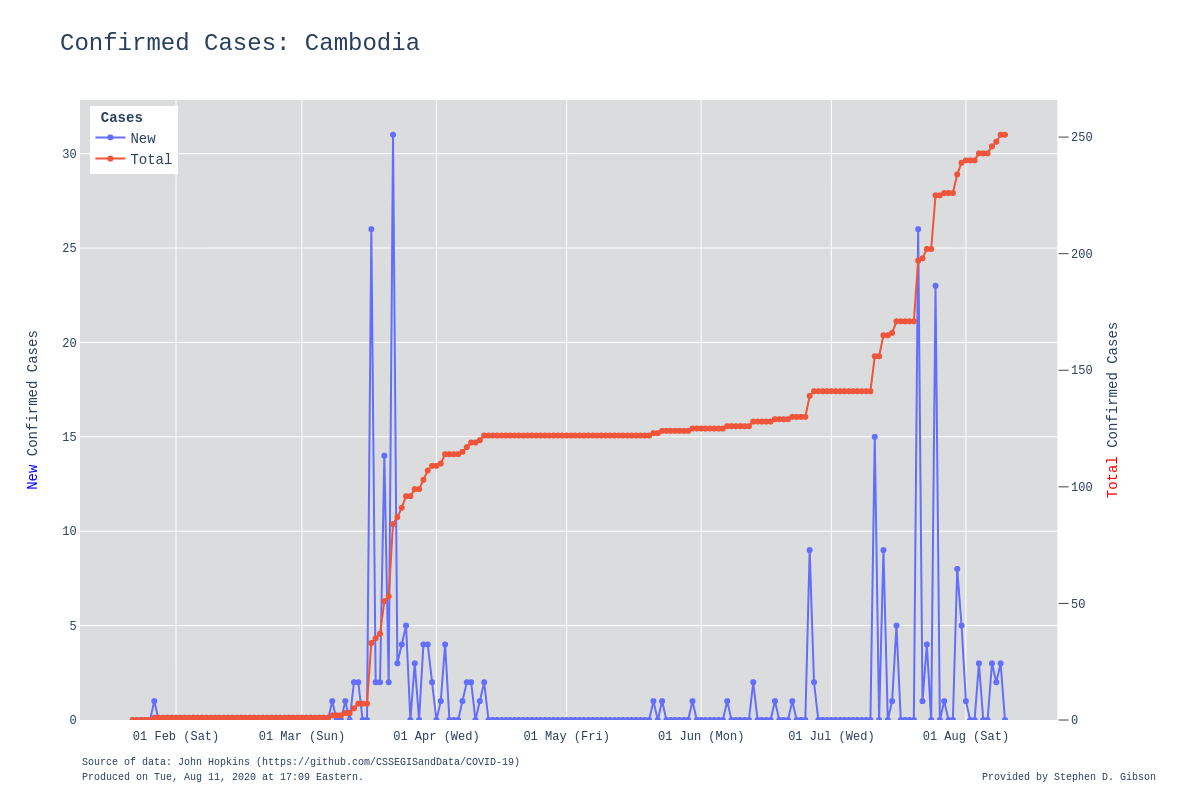 Confirmed Cases: Cambodia
Cases
New
Total
30
25
20
15
10
5
0
250
200
150
100
50
0
New Confirmed Cases
Total Confirmed Cases
01 Feb (Sat)
01 Mar (Sun)
01 Apr (Wed)
01 May (Fri)
01 Jun (Mon)
01 Jul (Wed)
01 Aug (Sat)
Source of data: John Hopkins (https://github.com/CSSEGISandData/COVID-19)
Produced on Tue, Aug 11, 2020 at 17:09 Eastern.
Provided by Stephen D. Gibson